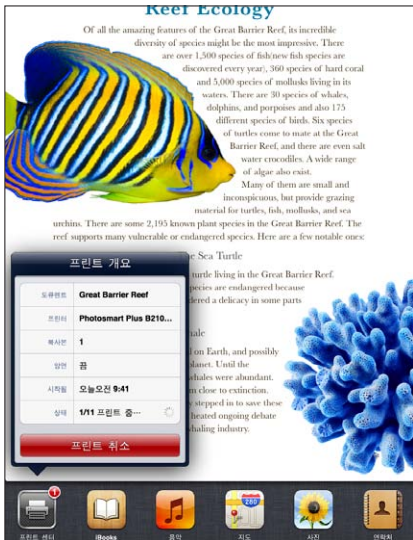 Reef Ecology
Of all the amazing features of the Great Barrier Reef, its incredible
diversity of species might be the most impressive. There
are over 1,500 species of fish(new fish species are
discovered every year), 360 species of hard coral
and 5,000 species of mollusks living in its
waters. There are 30 species of whales,
dolphins, and porpoises and also 175
different species of birds. Six species
of turtles come to mate at the Great
Barrier Reef, and there are even salt
water crocodiles. A wide range
of algae also exist.
Many of them are small and
inconspicuous, but provide grazing
material for turtles, fish, mollusks, and sea
urchins. There are some 2,195 known plant species in the Great Barrier Reef. The
reef supports many vulnerable or endangered species. Here are a few notable ones:
Sea Turtle
turtle living in the Great Barrier Reef.
species are endangered because
a delicacy in some parts
on Earth, and possibly
planet. Until the
whales were abundant.
close to extinction.
stepped in to save these
heated ongoing debate
whaling industry.
프린트 개요
도큐멘트 Great Barrier Reef
프린터 Photosmart Plus B210...
복사본 1
양면 끔
시작됨 오늘오전 9:41
상태 1/11 프린트 중...
프린트 취소
1
280
프린트 센터 iBooks 음악 지도 사진 연락처